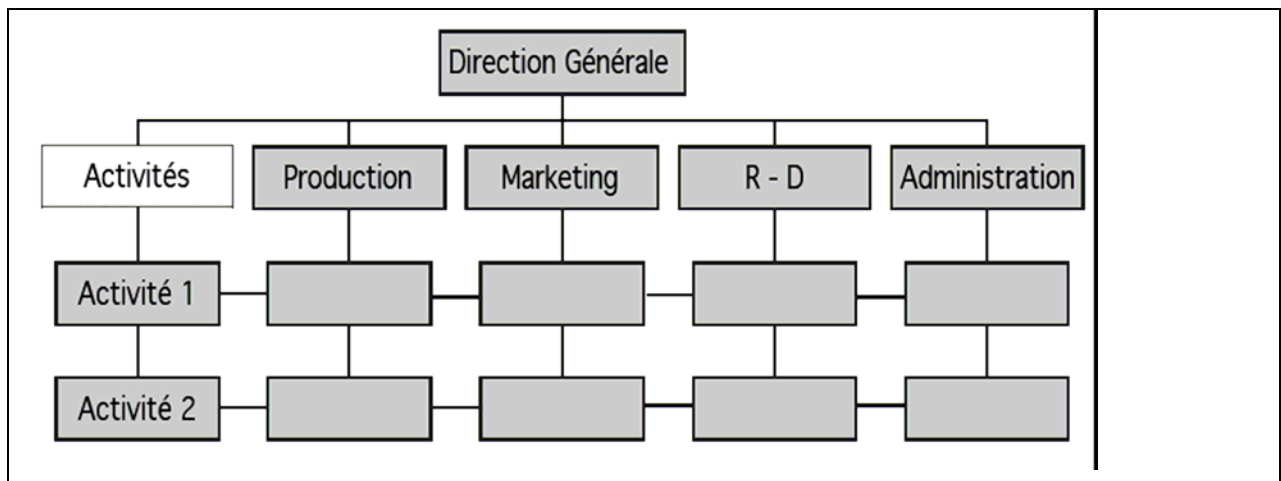 Direction Générale
Activités
Production
Marketing
R - D
Administration
Activité 1
Activité 2